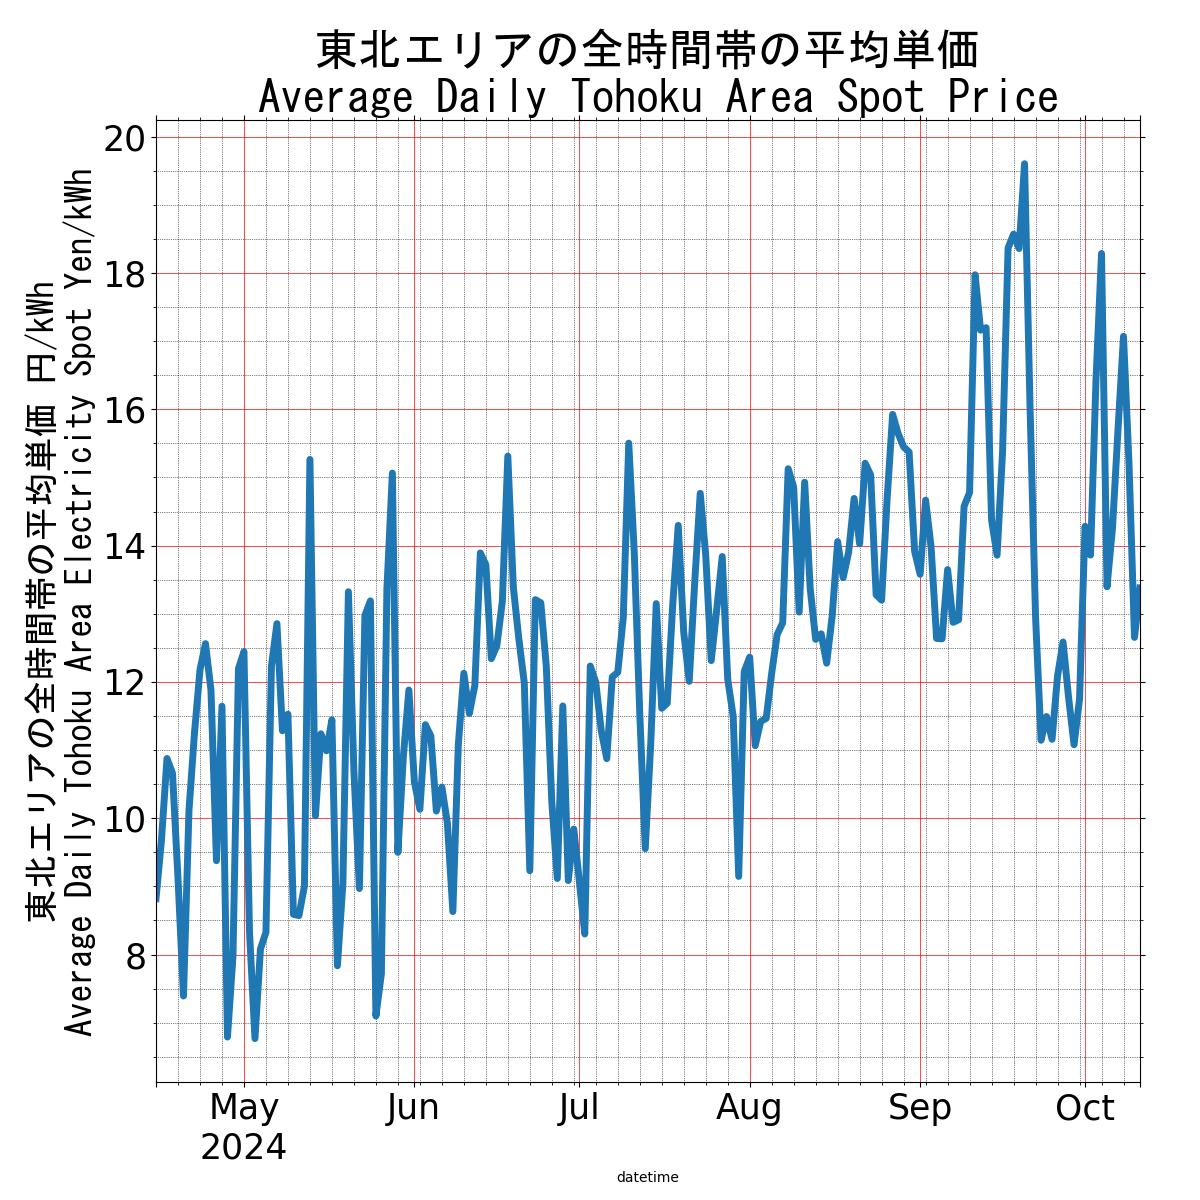 東北エリアの全時間帯の平均単価
Average Daily Tohoku Area Spot Price
東北エリアの全時間帯の平均単価 円/kWh
Average Daily Tohoku Area Electricity Spot Yen/kWh
20
18
16
14
12
10
8
May
2024
Jun
Jul
Aug
Sep
Oct
datetime